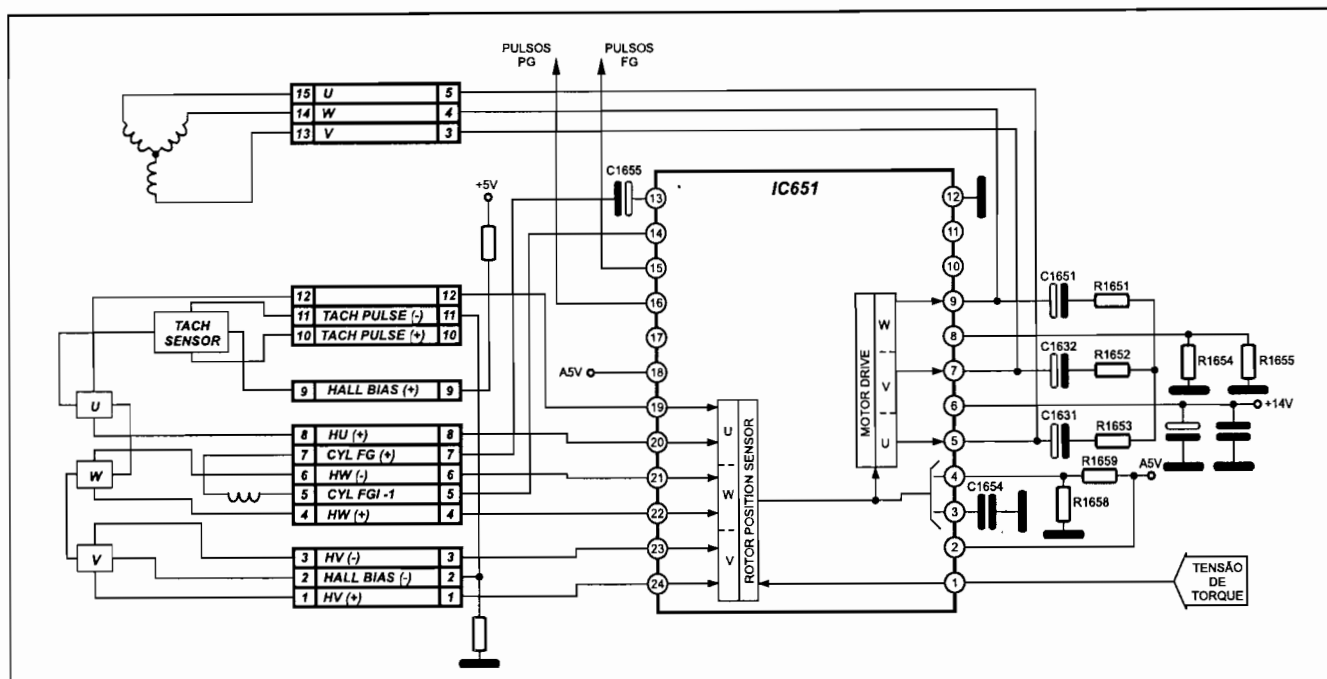 PULSOS PG
PULSOS FG
15 U 5
14 W 4
13 V 3
+5V
C1655
IC651
12 12
11 TACH PULSE (-) 11
10 TACH PULSE (+) 10
9 HALL BIAS (+) 9
8 HU (+) 8
7 CYL FG (+) 7
6 HW (-) 6
5 CYL FGI -1 5
4 HW (+) 4
3 HV (-) 3
2 HALL BIAS (-) 2
1 HV (+) 1
TACH SENSOR
U
W
V
A5V
13
14
15
16
17
18
19
20
21
22
23
24
U
W
V
ROTOR POSITION SENSOR
MOTOR DRIVE
W
V
U
12
11
10
9
8
7
6
5
4
3
2
1
C1651
R1651
R1654
R1655
C1632
R1652
+14V
C1631
R1653
R1659
A5V
C1654
R1658
TENSÃO DE TORQUE